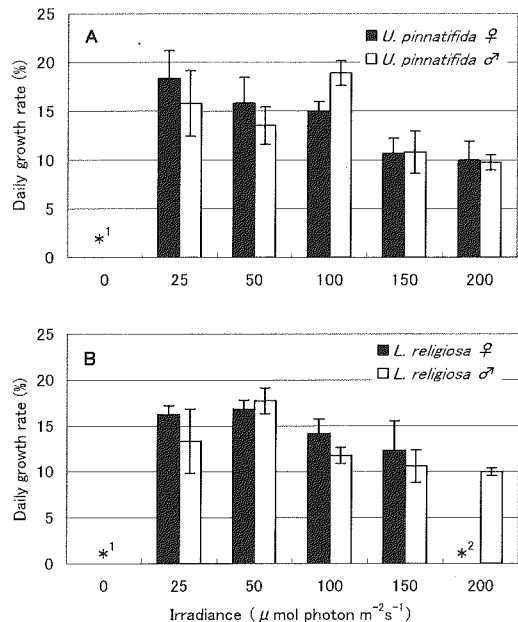 A
U. pinnatifida ♀
U. pinnatifida ♂
Daily growth rate (%)
25
20
15
10
5
0
*1
0 25 50 100 150 200
B
L. religiosa ♀
L. religiosa ♂
Daily growth rate (%)
25
20
15
10
5
0
*1
*2
0 25 50 100 150 200
Irradiance ( μ mol photon m⁻²s⁻¹)